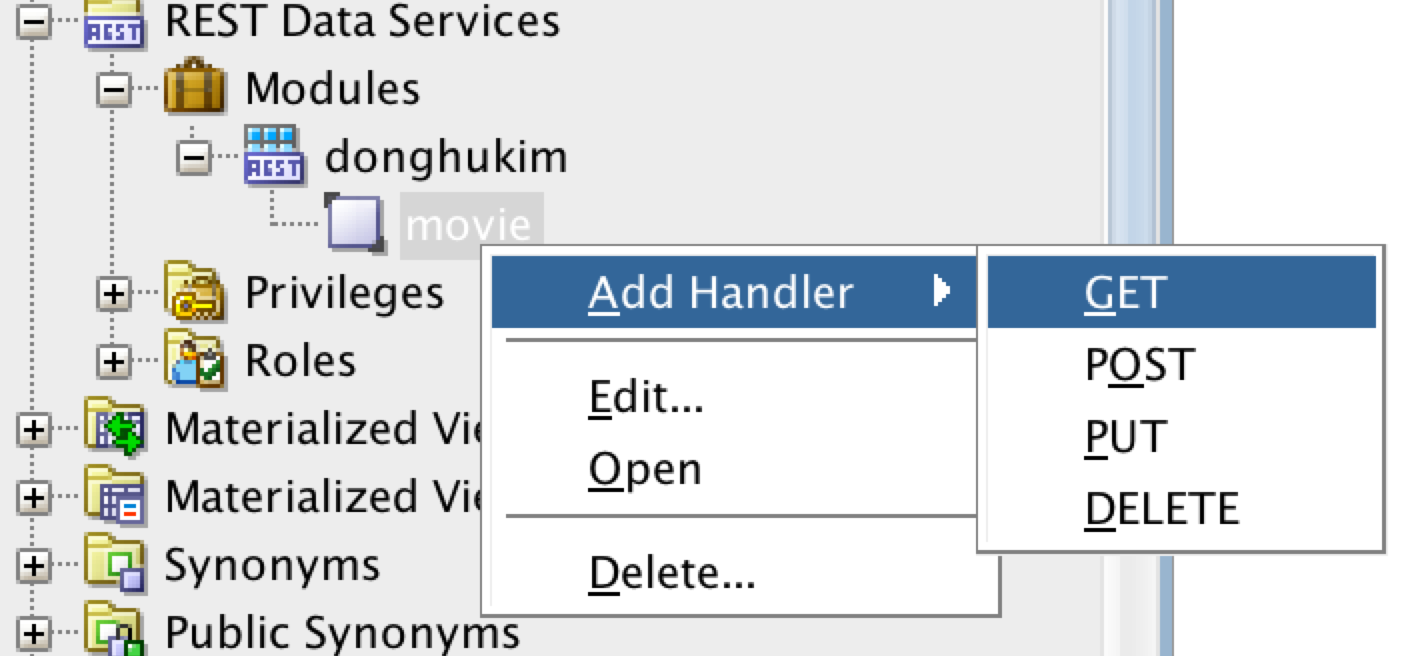 REST Data Services
Modules
REST
donghukim
movie
Privileges
Roles
Materialized Vie
Materialized Vie
Synonyms
Public Synonyms
Add Handler
Edit...
Open
Delete...
GET
POST
PUT
DELETE